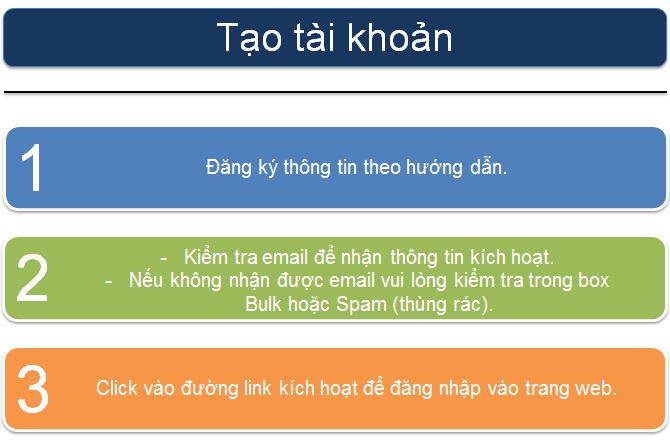 Tạo tài khoản
1
Đăng ký thông tin theo hướng dẫn.
2
- Kiểm tra email để nhận thông tin kích hoạt.
- Nếu không nhận được email vui lòng kiểm tra trong box
Bulk hoặc Spam (thùng rác).
3
Click vào đường link kích hoạt để đăng nhập vào trang web.